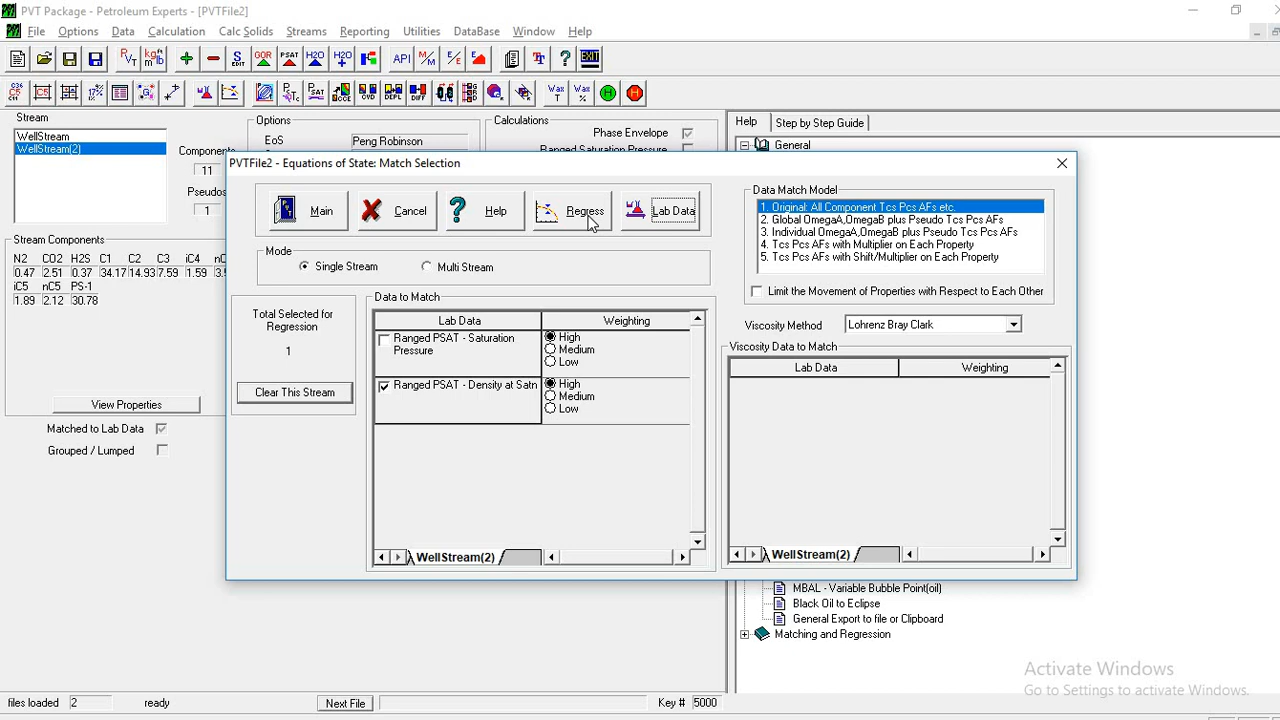 PVT Package - Petroleum Experts - [PVTFile2]
File Options Data Calculation Calc Solids Streams Reporting Utilities DataBase Window Help
Stream
WellStream
WellStream(2)
Components
11
Pseudos
1
Options
EoS Peng Robinson
Calculations
Phase Envelope
Ranged Saturation Pressure
Help Step by Step Guide
General
Stream Components
N2 CO2 H2S C1 C2 C3 iC4
0.47 2.51 0.37 34.17 14.93 7.59 1.59
iC5 nC5 PS-1
1.89 2.12 30.78
View Properties
Matched to Lab Data
Grouped / Lumped
PVTFile2 - Equations of State: Match Selection
Main Cancel Help Regress Lab Data
Mode
Single Stream Multi Stream
Total Selected for
Regression
1
Clear This Stream
Data to Match
Lab Data Weighting
Ranged PSAT - Saturation
Pressure
High
Medium
Low
Ranged PSAT - Density at Satn
High
Medium
Low
WellStream(2)
Data Match Model
1. Original: All Component Tcs Pcs AFs etc.
2. Global OmegaA,OmegaB plus Pseudo Tcs Pcs AFs
3. Individual OmegaA,OmegaB plus Pseudo Tcs Pcs AFs
4. Tcs Pcs AFs with Multiplier on Each Property
5. Tcs Pcs AFs with Shift/Multiplier on Each Property
Limit the Movement of Properties with Respect to Each Other
Viscosity Method Lohrenz Bray Clark
Viscosity Data to Match
Lab Data Weighting
WellStream(2)
MBAL - Variable Bubble Point(oil)
Black Oil to Eclipse
General Export to file or Clipboard
Matching and Regression
Activate Windows
Go to Settings to activate Windows.
files loaded 2 ready Next File Key # 5000